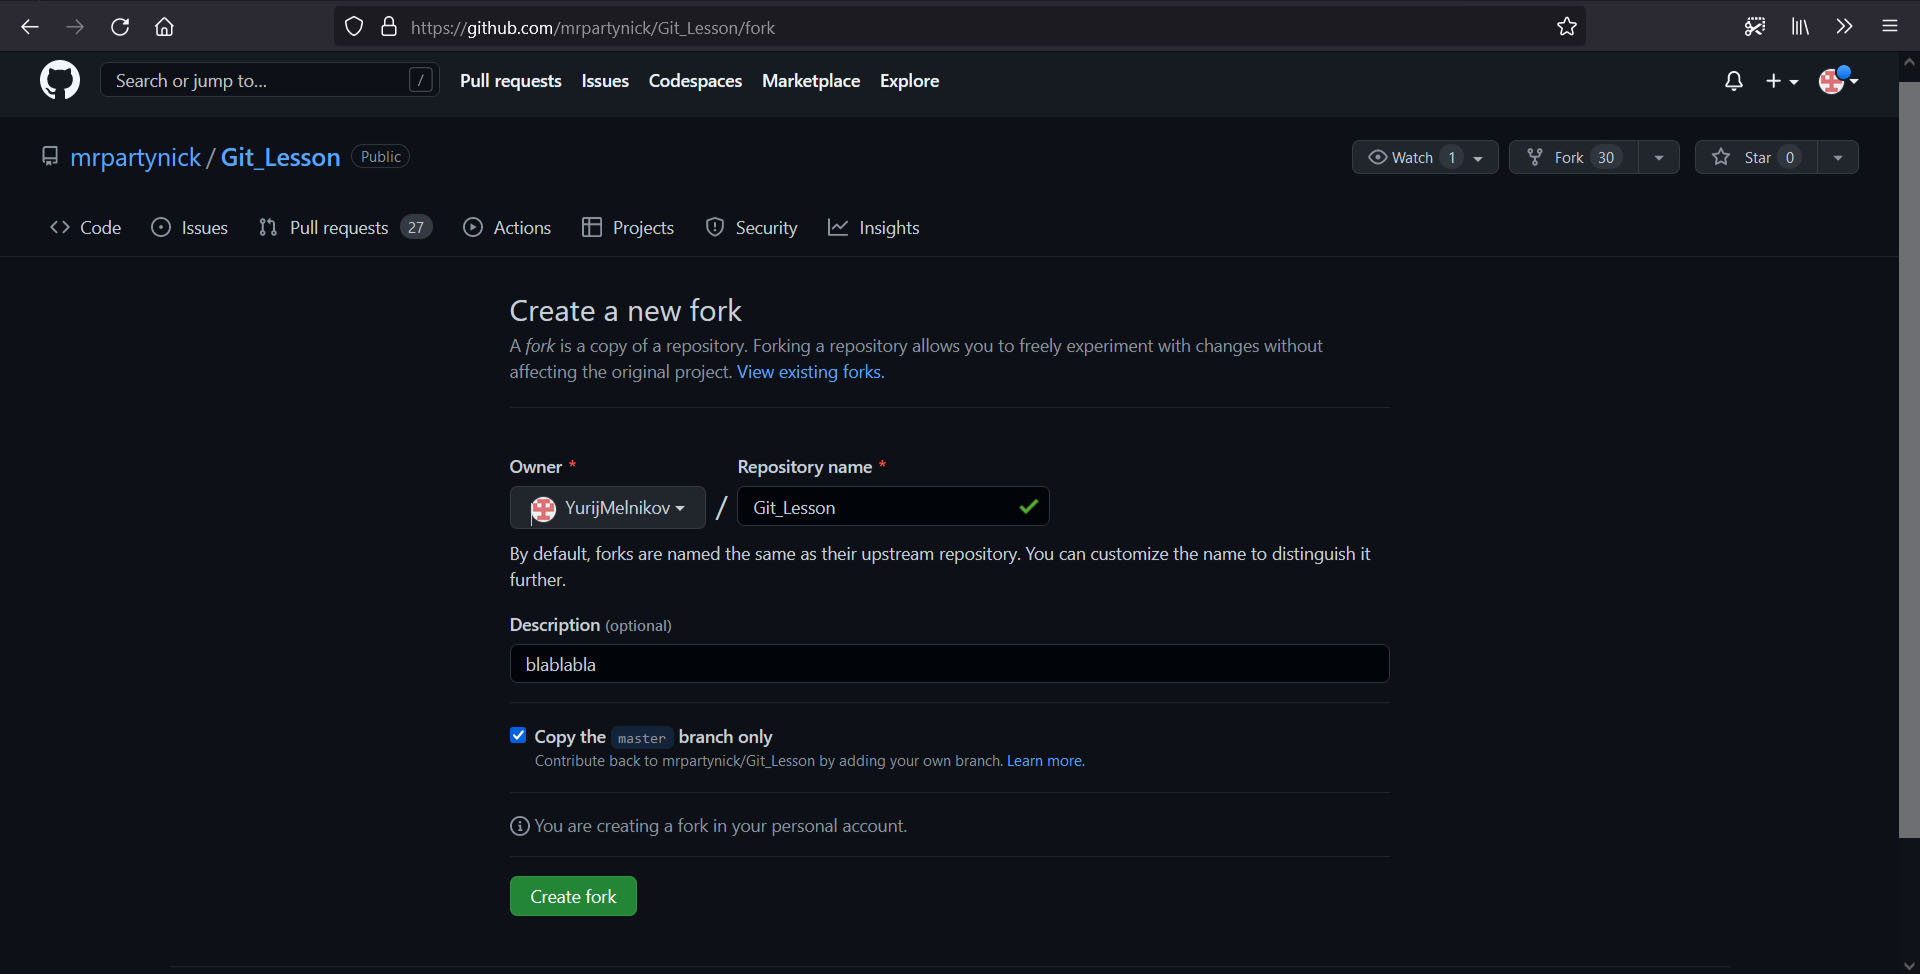 https://github.com/mrpartynick/Git_Lesson/fork
Search or jump to... /
Pull requests Issues Codespaces Marketplace Explore
mrpartynick / Git_Lesson Public
Watch 1 Fork 30 Star 0
Code Issues Pull requests 27 Actions Projects Security Insights
Create a new fork
A fork is a copy of a repository. Forking a repository allows you to freely experiment with changes without
affecting the original project. View existing forks.
Owner * Repository name *
YurijMelnikov / Git_Lesson
By default, forks are named the same as their upstream repository. You can customize the name to distinguish it
further.
Description (optional)
blablabla
Copy the master branch only
Contribute back to mrpartynick/Git_Lesson by adding your own branch. Learn more.
You are creating a fork in your personal account.
Create fork